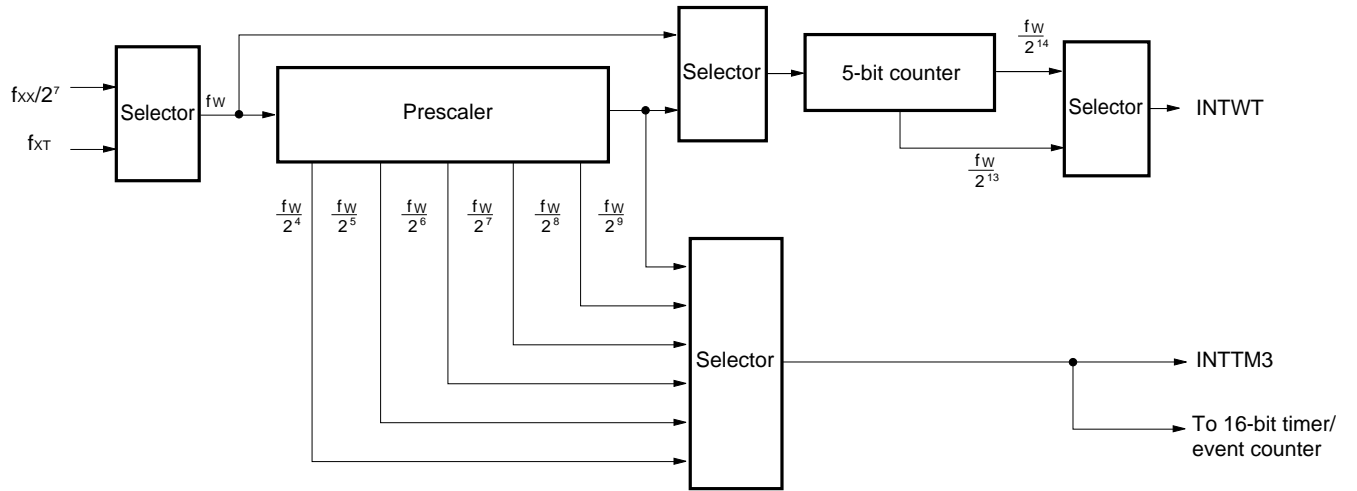 fXX/2⁷
fXT
Selector
fW
Prescaler
Selector
5-bit counter
fW/2¹⁴
fW/2¹³
Selector
INTWT
fW/2⁴
fW/2⁵
fW/2⁶
fW/2⁷
fW/2⁸
fW/2⁹
Selector
INTTM3
To 16-bit timer/
event counter